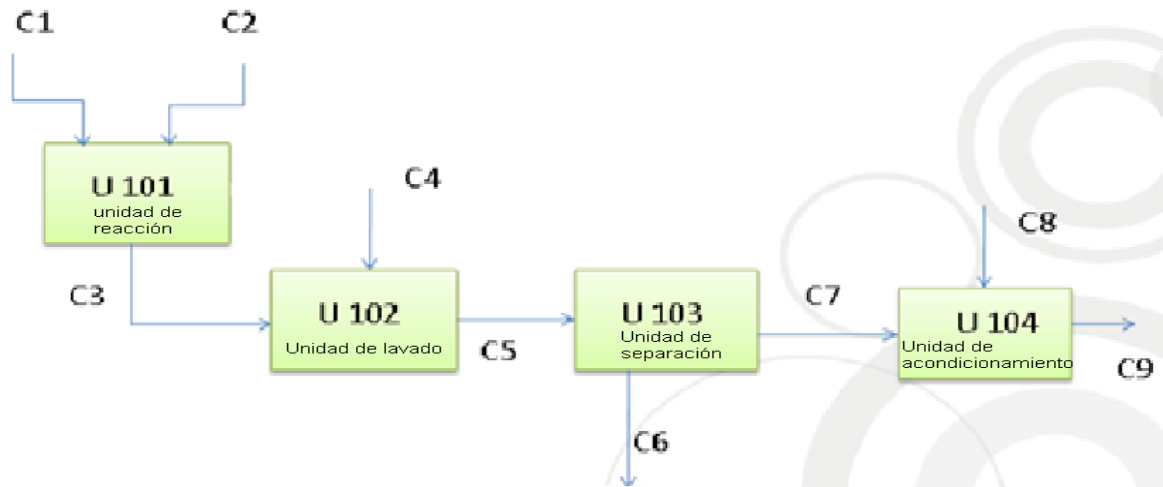 C1
C2
U 101
unidad de
reacción
C3
C4
U 102
Unidad de lavado
C5
U 103
Unidad de
separación
C6
C7
C8
U 104
Unidad de
acondicionamiento
C9